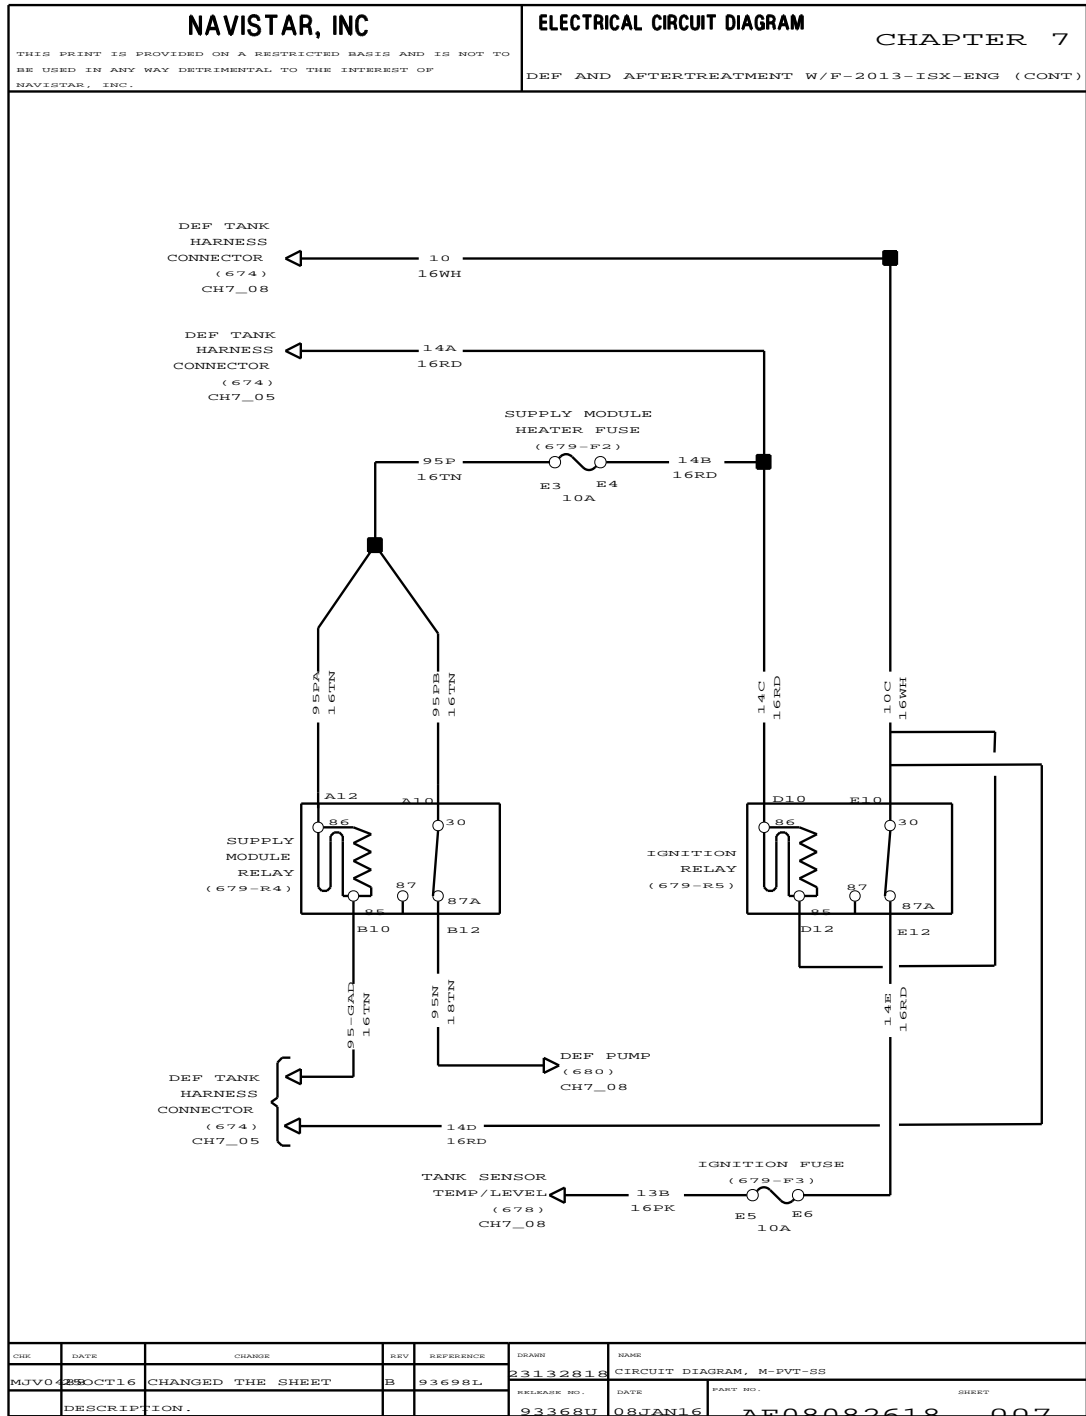 NAVISTAR, INC
THIS PRINT IS PROVIDED ON A RESTRICTED BASIS AND IS NOT TO
BE USED IN ANY WAY DETRIMENTAL TO THE INTEREST OF
NAVISTAR, INC.
ELECTRICAL CIRCUIT DIAGRAM
CHAPTER 7
DEF AND AFTERTREATMENT W/F-2013-ISX-ENG (CONT)
DEF TANK
HARNESS
CONNECTOR
(674)
CH7_08
10
16WH
DEF TANK
HARNESS
CONNECTOR
(674)
CH7_05
14A
16RD
SUPPLY MODULE
HEATER FUSE
(679-F2)
95P
16TN
E3
E4
10A
14B
16RD
95PA
16TN
95PB
16TN
14C
16RD
10C
16WH
A12
A10
86
30
SUPPLY
MODULE
RELAY
(679-R4)
87
87A
85
B10
B12
D10
E10
86
30
IGNITION
RELAY
(679-R5)
87
87A
85
D12
E12
95-GAD
16TN
95N
18TN
14E
16RD
DEF TANK
HARNESS
CONNECTOR
(674)
CH7_05
DEF PUMP
(680)
CH7_08
14D
16RD
TANK SENSOR
TEMP/LEVEL
(678)
CH7_08
13B
16PK
IGNITION FUSE
(679-F3)
E5
E6
10A
CHK
DATE
CHANGE
REV
REFERENCE
DRAWN
NAME
CHANGED THE SHEET
B
93698L
23132818
CIRCUIT DIAGRAM, M-PVT-SS
DESCRIPTION.
RELEASE NO.
DATE
PART NO.
SHEET
93368U
08JAN16
AF08082618
007